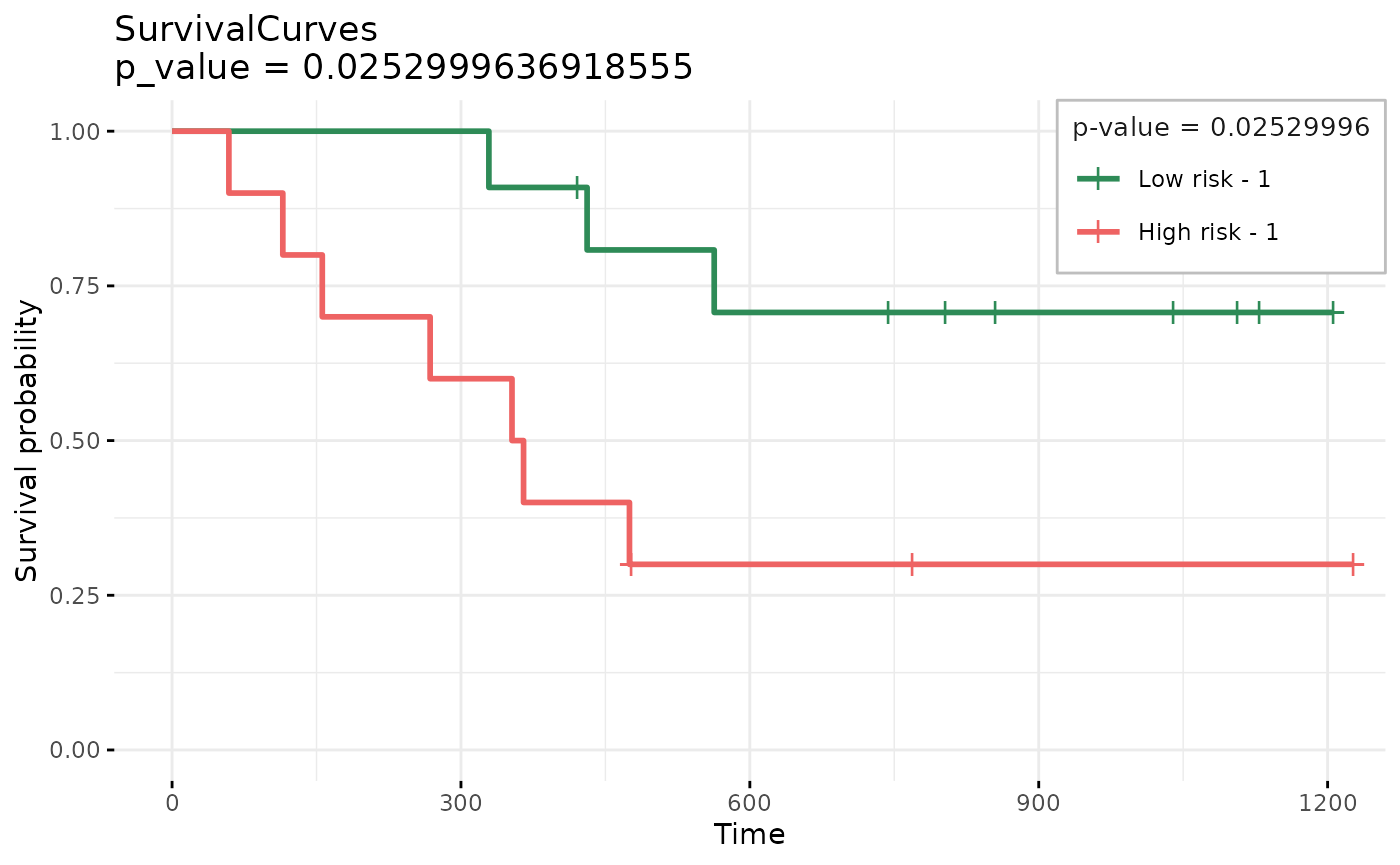 SurvivalCurves
p_value = 0.0252999636918555
p-value = 0.02529996
Low risk - 1
High risk - 1
Survival probability
1.00
0.75
0.50
0.25
0.00
0
300
600
900
1200
Time